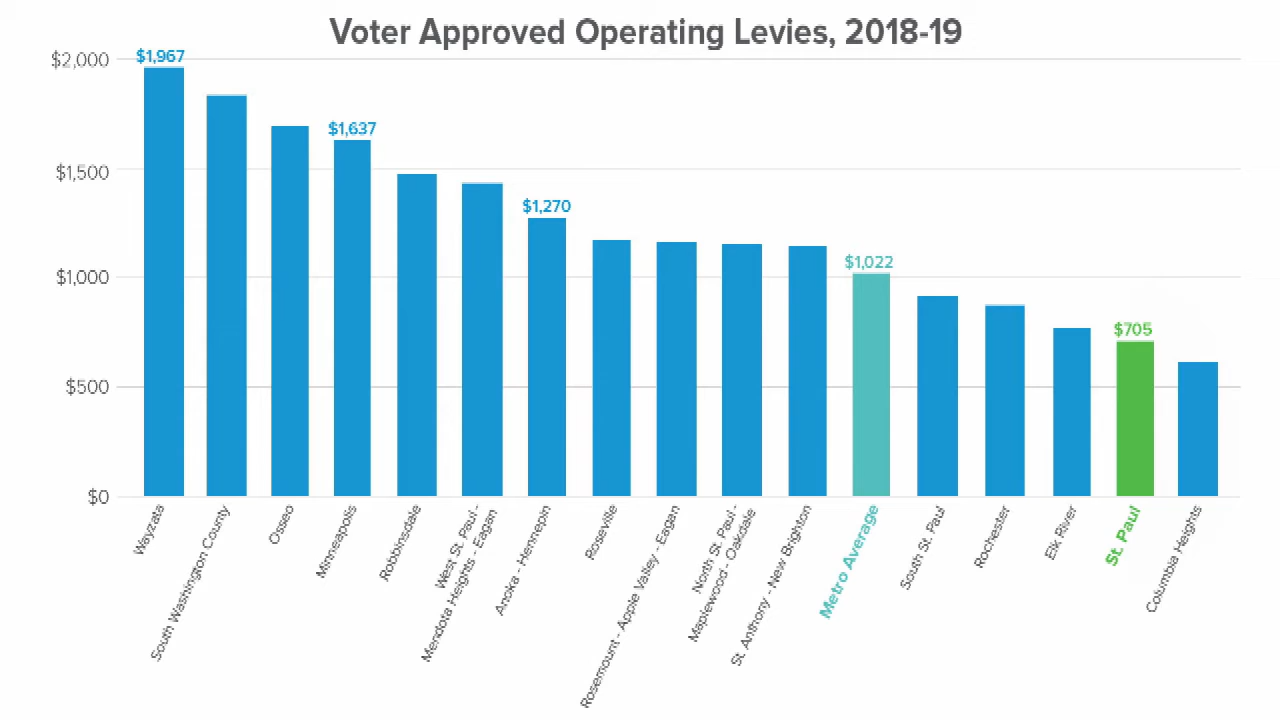 Voter Approved Operating Levies, 2018-19
$2,000
$1,500
$1,000
$500
$0
$1,967
$1,637
$1,270
$1,022
$705
Wayzata
South Washington County
Osseo
Minneapolis
Robbinsdale
West St. Paul -
Mendota Heights - Eagan
Anoka - Hennepin
Roseville
Rosemount - Apple Valley - Eagan
North St. Paul -
Maplewood - Oakdale
St. Anthony - New Brighton
Metro Average
South St. Paul
Rochester
Elk River
St. Paul
Columbia Heights